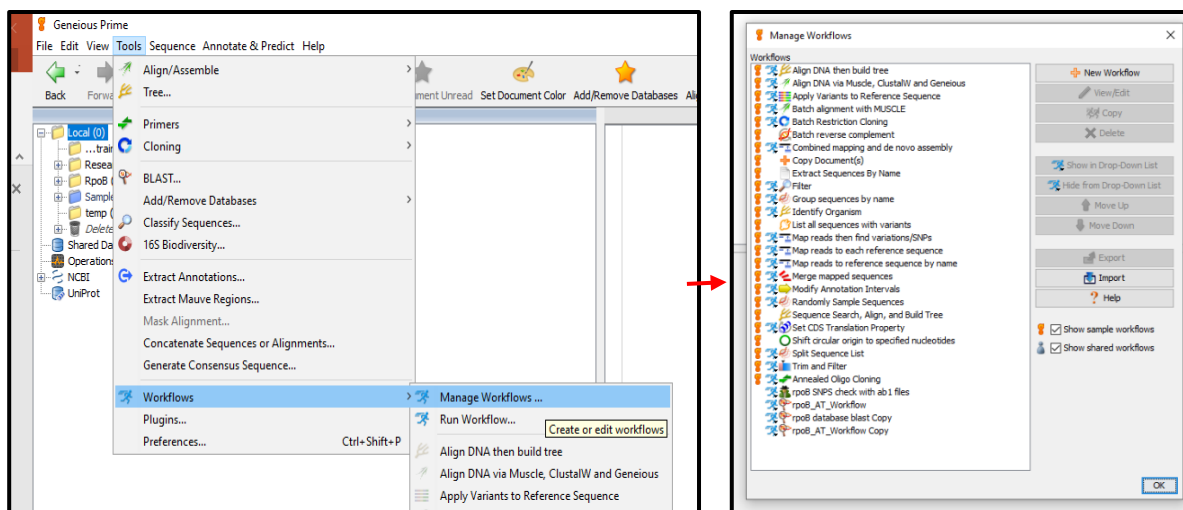 Geneious Prime
File Edit View Tools Sequence Annotate & Predict Help
Back
Set Document Color
Add/Remove Databases
Unread
Local (0)
Sample
temp
NCBI
UniProt
Align/Assemble
Tree...
Primers
Cloning
BLAST...
Add/Remove Databases
Classify Sequences...
16S Biodiversity...
Extract Annotations...
Extract Mauve Regions...
Mask Alignment...
Concatenate Sequences or Alignments...
Generate Consensus Sequence...
Workflows
Plugins...
Preferences... Ctrl+Shift+P
Manage Workflows ...
Run Workflow...
Create or edit workflows
Align DNA then build tree
Align DNA via Muscle, ClustalW and Geneious
Apply Variants to Reference Sequence
Manage Workflows
Workflows
Align DNA then build tree
Align DNA via Muscle, ClustalW and Geneious
Apply Variants to Reference Sequence
Batch alignment with MUSCLE
Batch Restriction Cloning
Batch reverse complement
Combined mapping and de novo assembly
Copy Document(s)
Extract Sequences By Name
Filter
Group sequences by name
Identify Organism
List all sequences with variants
Map reads then find variations/SNPs
Map reads to each reference sequence
Map reads to reference sequence by name
Merge mapped sequences
Modify Annotation Intervals
Randomly Sample Sequences
Sequence Search, Align, and Build Tree
Set CDS Translation Property
Shift circular origin to specified nucleotides
Split Sequence List
Trim and Filter
Annealed Oligo Cloning
rpoB SNPS check with ab1 files
rpoB_AT_Workflow
rpoB database blast Copy
rpoB_AT_Workflow Copy
New Workflow
View/Edit
Copy
Delete
Show in Drop-Down List
Hide from Drop-Down List
Move Up
Move Down
Export
Import
Help
Show sample workflows
Show shared workflows
OK